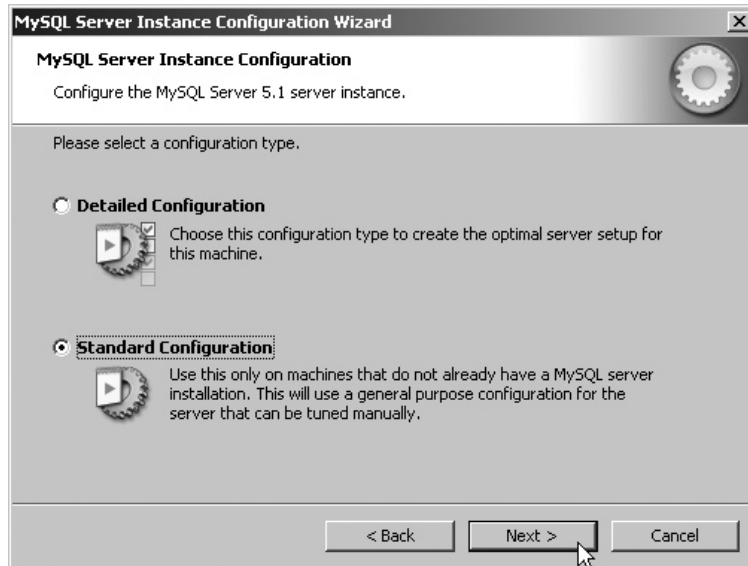 MySQL Server Instance Configuration Wizard
MySQL Server Instance Configuration
Configure the MySQL Server 5.1 server instance.
Please select a configuration type.
Detailed Configuration
Choose this configuration type to create the optimal server setup for
this machine.
Standard Configuration
Use this only on machines that do not already have a MySQL server
installation. This will use a general purpose configuration for the
server that can be tuned manually.
< Back
Next >
Cancel